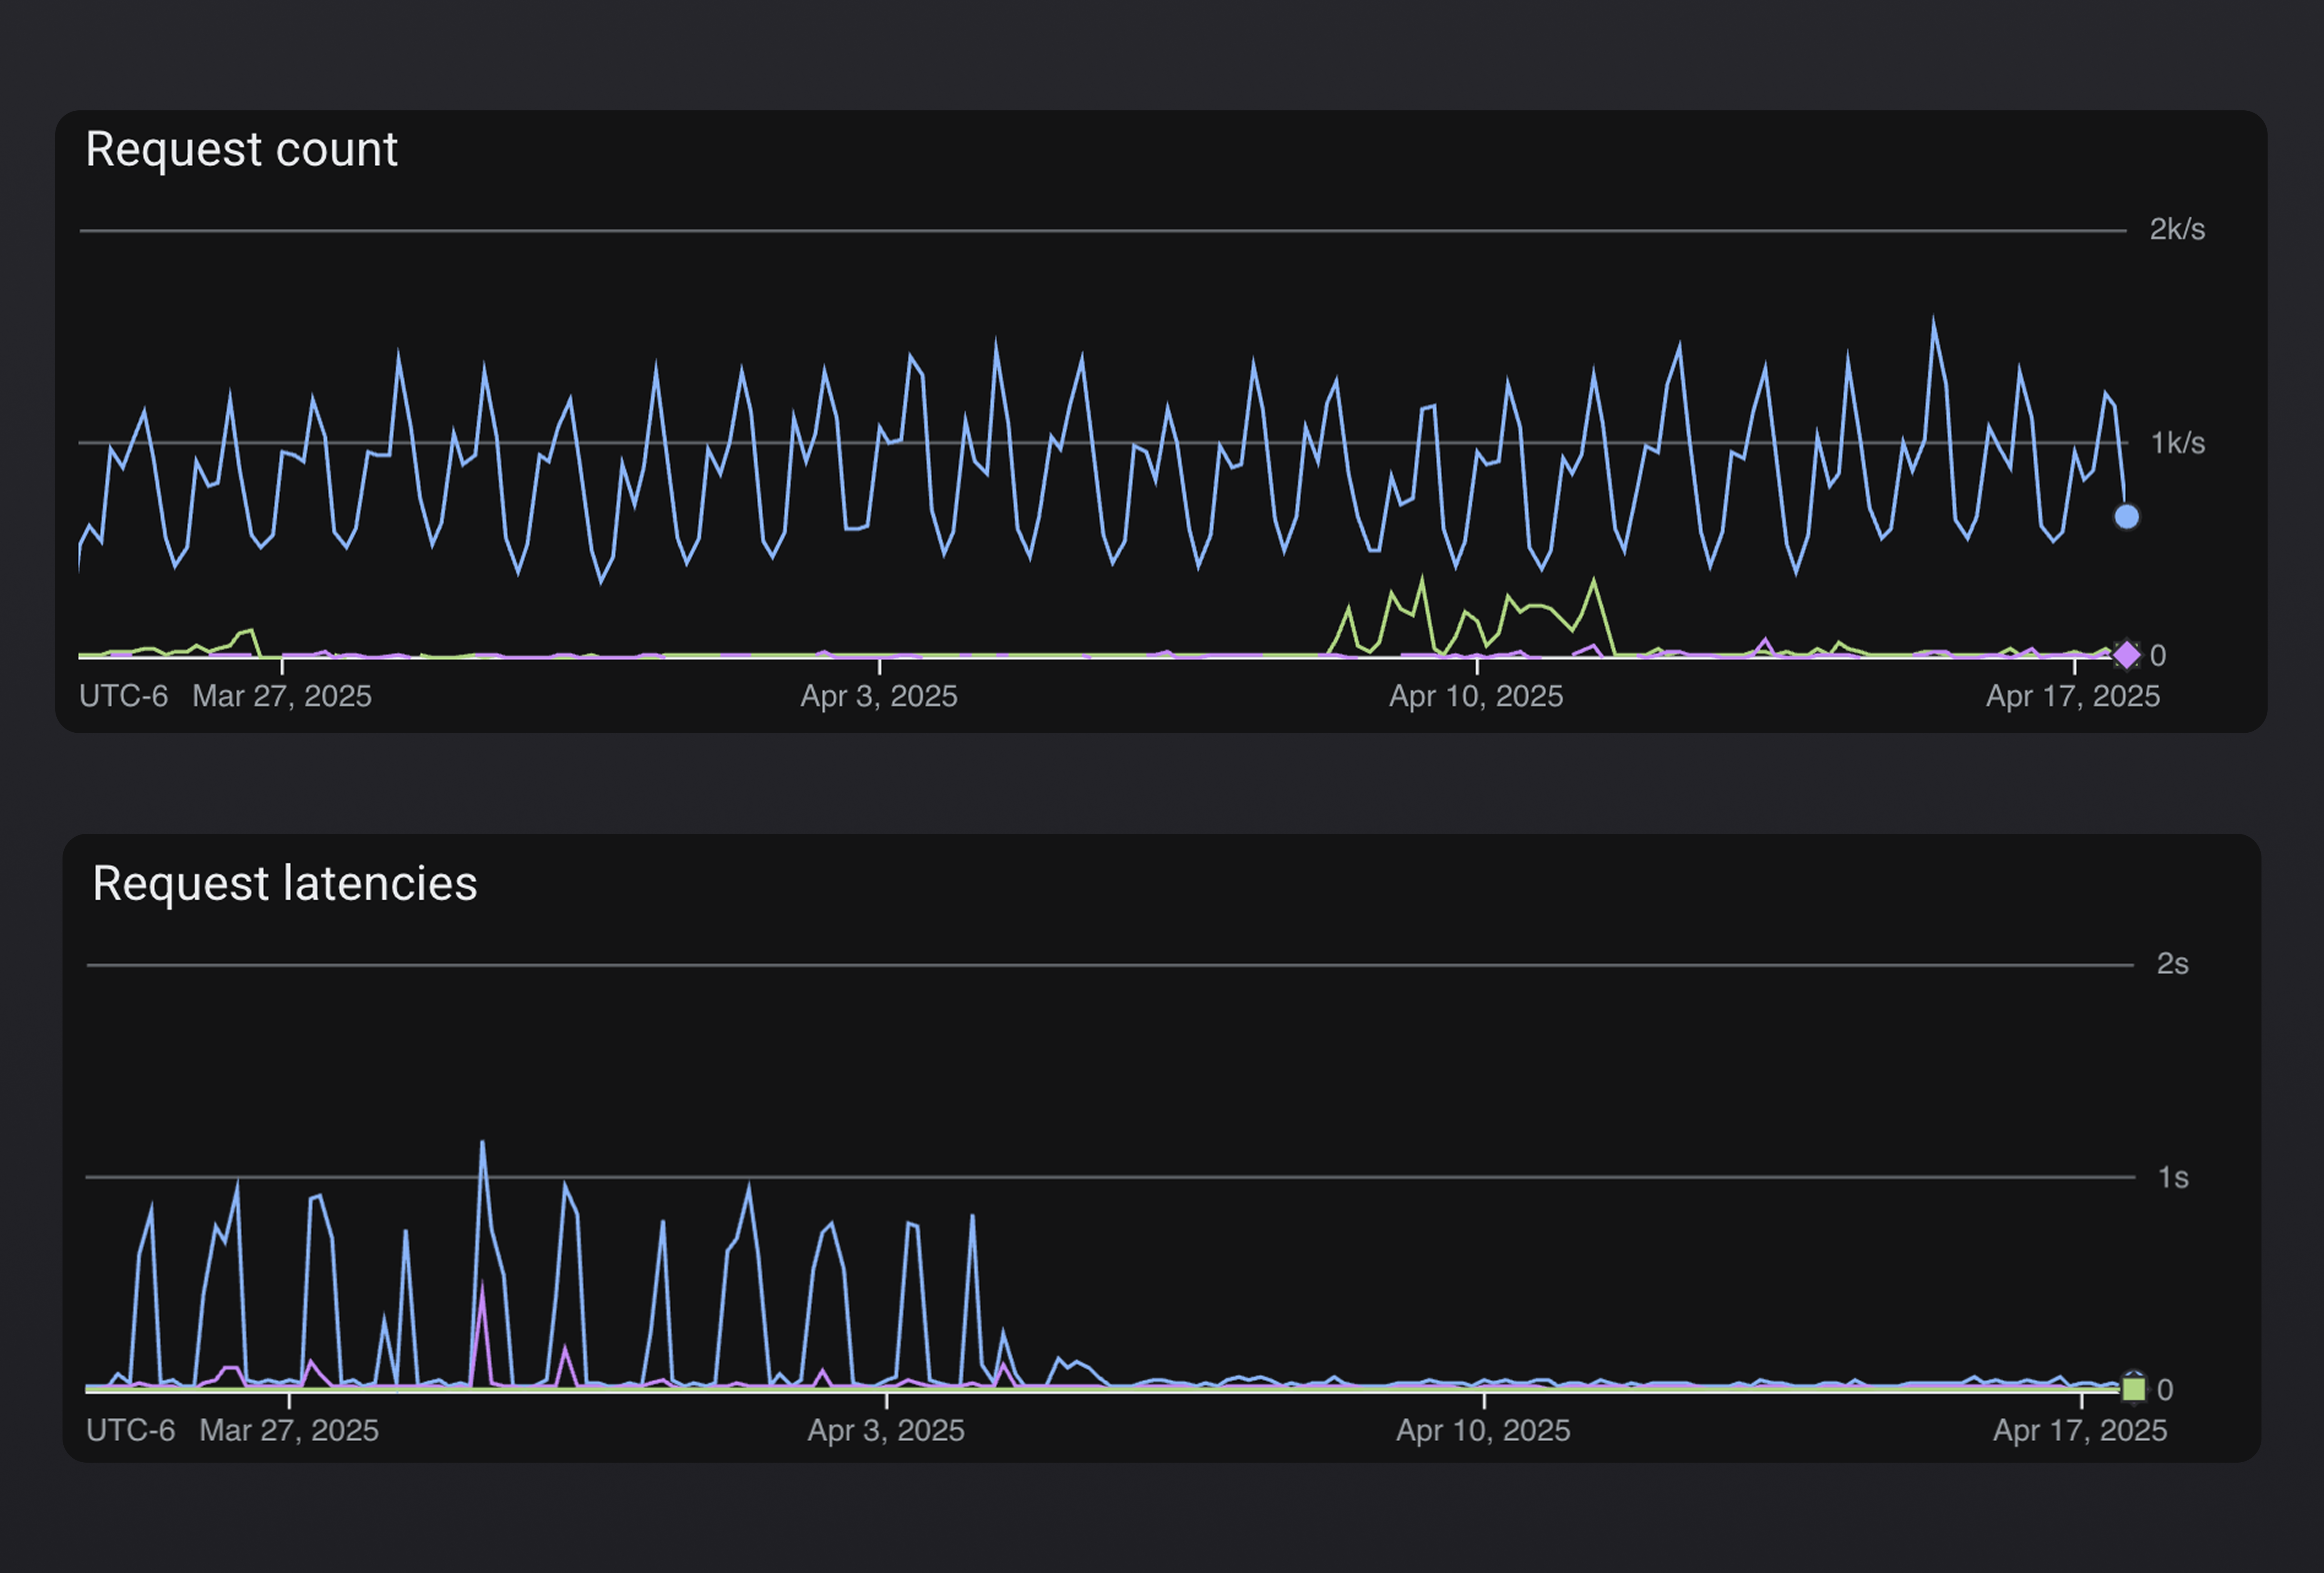 Request count
2k/s
1k/s
0
UTC-6 Mar 27, 2025 Apr 3, 2025 Apr 10, 2025 Apr 17, 2025
Request latencies
2s
1s
0
UTC-6 Mar 27, 2025 Apr 3, 2025 Apr 10, 2025 Apr 17, 2025